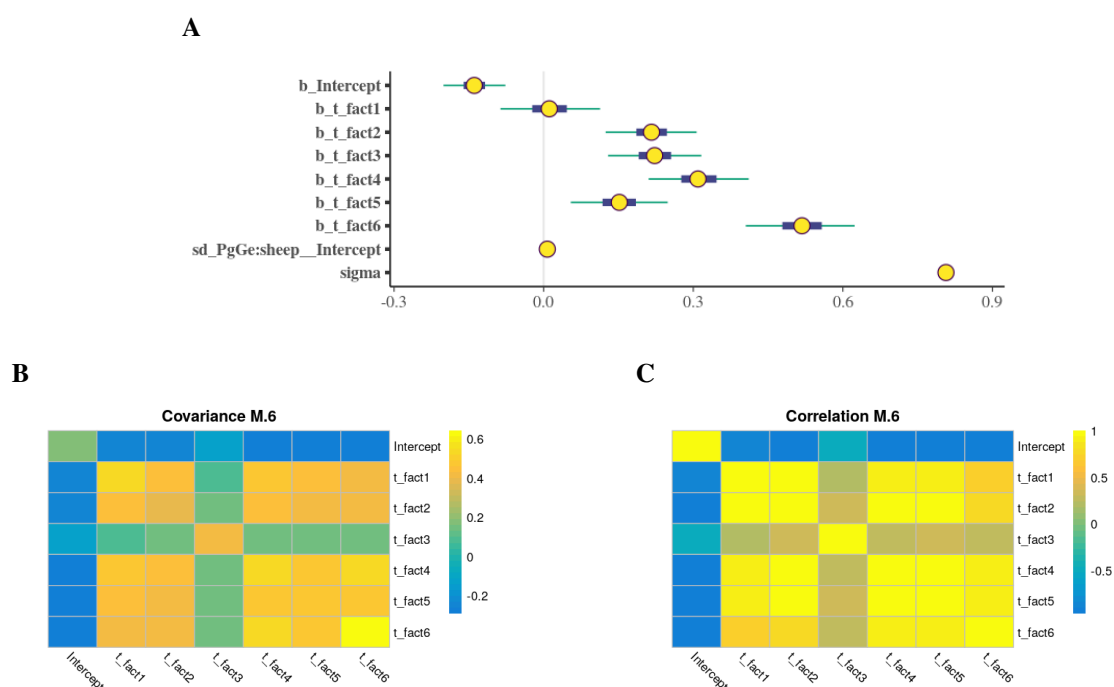 A
b_Intercept
b_t_fact1
b_t_fact2
b_t_fact3
b_t_fact4
b_t_fact5
b_t_fact6
sd_PgGe:sheep__Intercept
sigma
-0.3 0.0 0.3 0.6 0.9
B
Covariance M.6
Intercept
t_fact1
t_fact2
t_fact3
t_fact4
t_fact5
t_fact6
0.6
0.4
0.2
0
-0.2
Intercept t_fact1 t_fact2 t_fact3 t_fact4 t_fact5 t_fact6
C
Correlation M.6
Intercept
t_fact1
t_fact2
t_fact3
t_fact4
t_fact5
t_fact6
1
0.5
0
-0.5
Intercept t_fact1 t_fact2 t_fact3 t_fact4 t_fact5 t_fact6